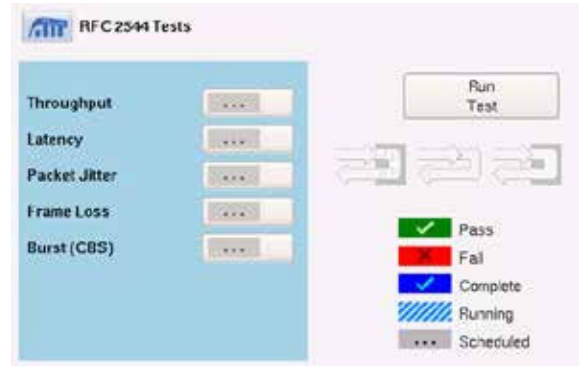 RFC 2544 Tests
Throughput ...
Latency ...
Packet Jitter ...
Frame Loss ...
Burst (CBS) ...
Run
Test
Pass
Fail
Complete
Running
... Scheduled